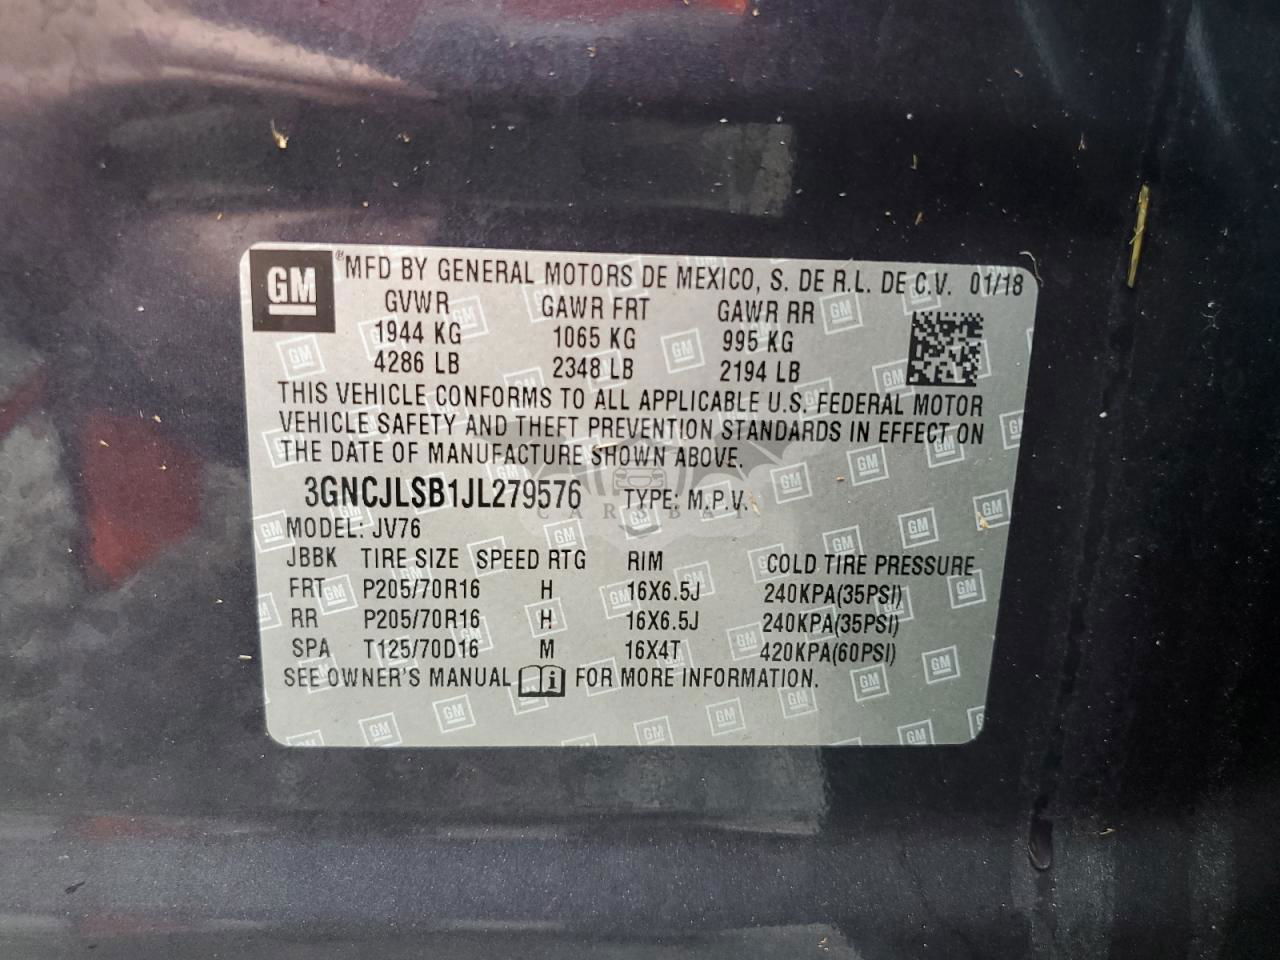 GM ® MFD BY GENERAL MOTORS DE MEXICO, S. DE R.L. DE C.V. 01/18
GVWR GAWR FRT GAWR RR
1944 KG 1065 KG 995 KG
4286 LB 2348 LB 2194 LB
THIS VEHICLE CONFORMS TO ALL APPLICABLE U.S. FEDERAL MOTOR
VEHICLE SAFETY AND THEFT PREVENTION STANDARDS IN EFFECT ON
THE DATE OF MANUFACTURE SHOWN ABOVE.
3GNCJLSB1JL279576 TYPE: M.P.V.
CARSBAT
MODEL: JV76
JBBK TIRE SIZE SPEED RTG RIM COLD TIRE PRESSURE
FRT P205/70R16 H 16X6.5J 240KPA(35PSI)
RR P205/70R16 H 16X6.5J 240KPA(35PSI)
SPA T125/70D16 M 16X4T 420KPA(60PSI)
SEE OWNER'S MANUAL FOR MORE INFORMATION.